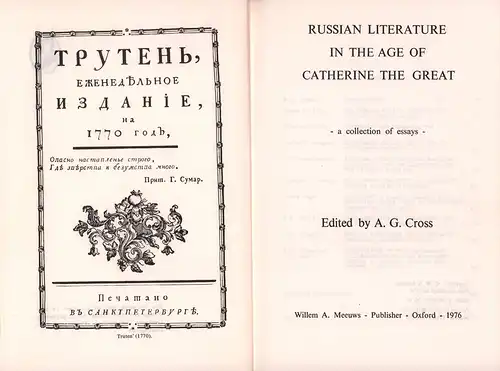 ТРУТЕНЬ,
ЕЖЕНЕДѢЛЬНОЕ
ИЗДАНІЕ,
на
1770 годъ,
Опасно наставленье строго,
Гдѣ звѣрства и безумства много.
Прит. Г. Сумар.
Печатано
ВЪ САНКТПЕТЕРБУРГѢ.
Truten' (1770).
RUSSIAN LITERATURE
IN THE AGE OF
CATHERINE THE GREAT
- a collection of essays -
Edited by A. G. Cross
Willem A. Meeuws - Publisher - Oxford - 1976